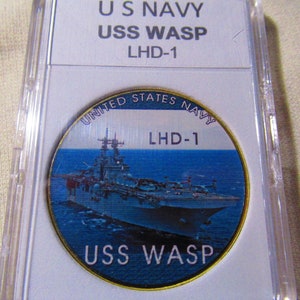 U S NAVY
USS WASP
LHD-1
UNITED STATES NAVY
LHD-1
USS WASP